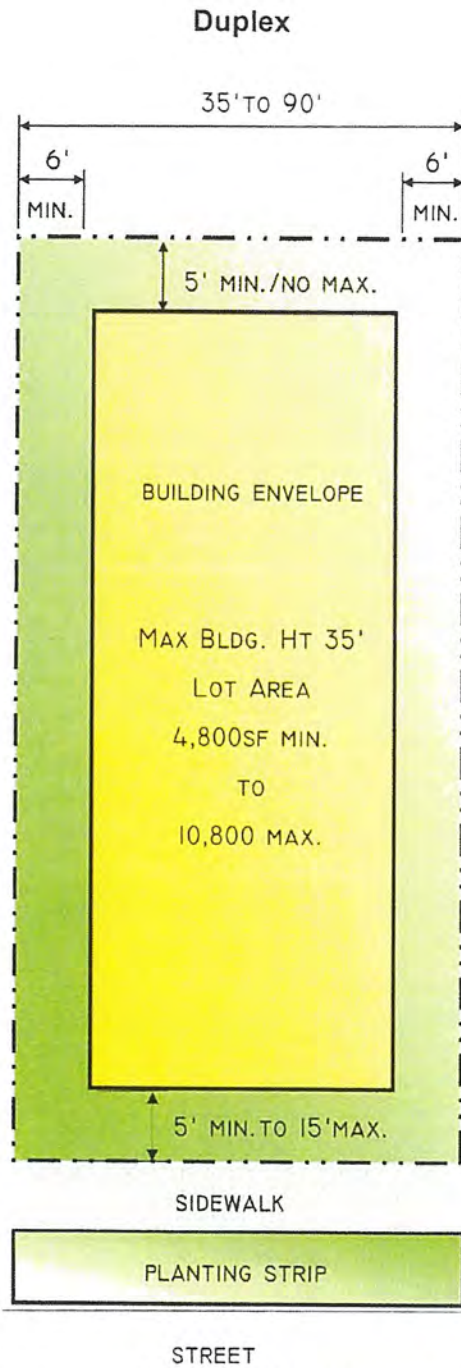 Duplex
35' TO 90'
6' 6'
MIN. MIN.
5' MIN./NO MAX.
BUILDING ENVELOPE
MAX BLDG. HT 35'
LOT AREA
4,800SF MIN.
TO
10,800 MAX.
5' MIN. TO 15' MAX.
SIDEWALK
PLANTING STRIP
STREET